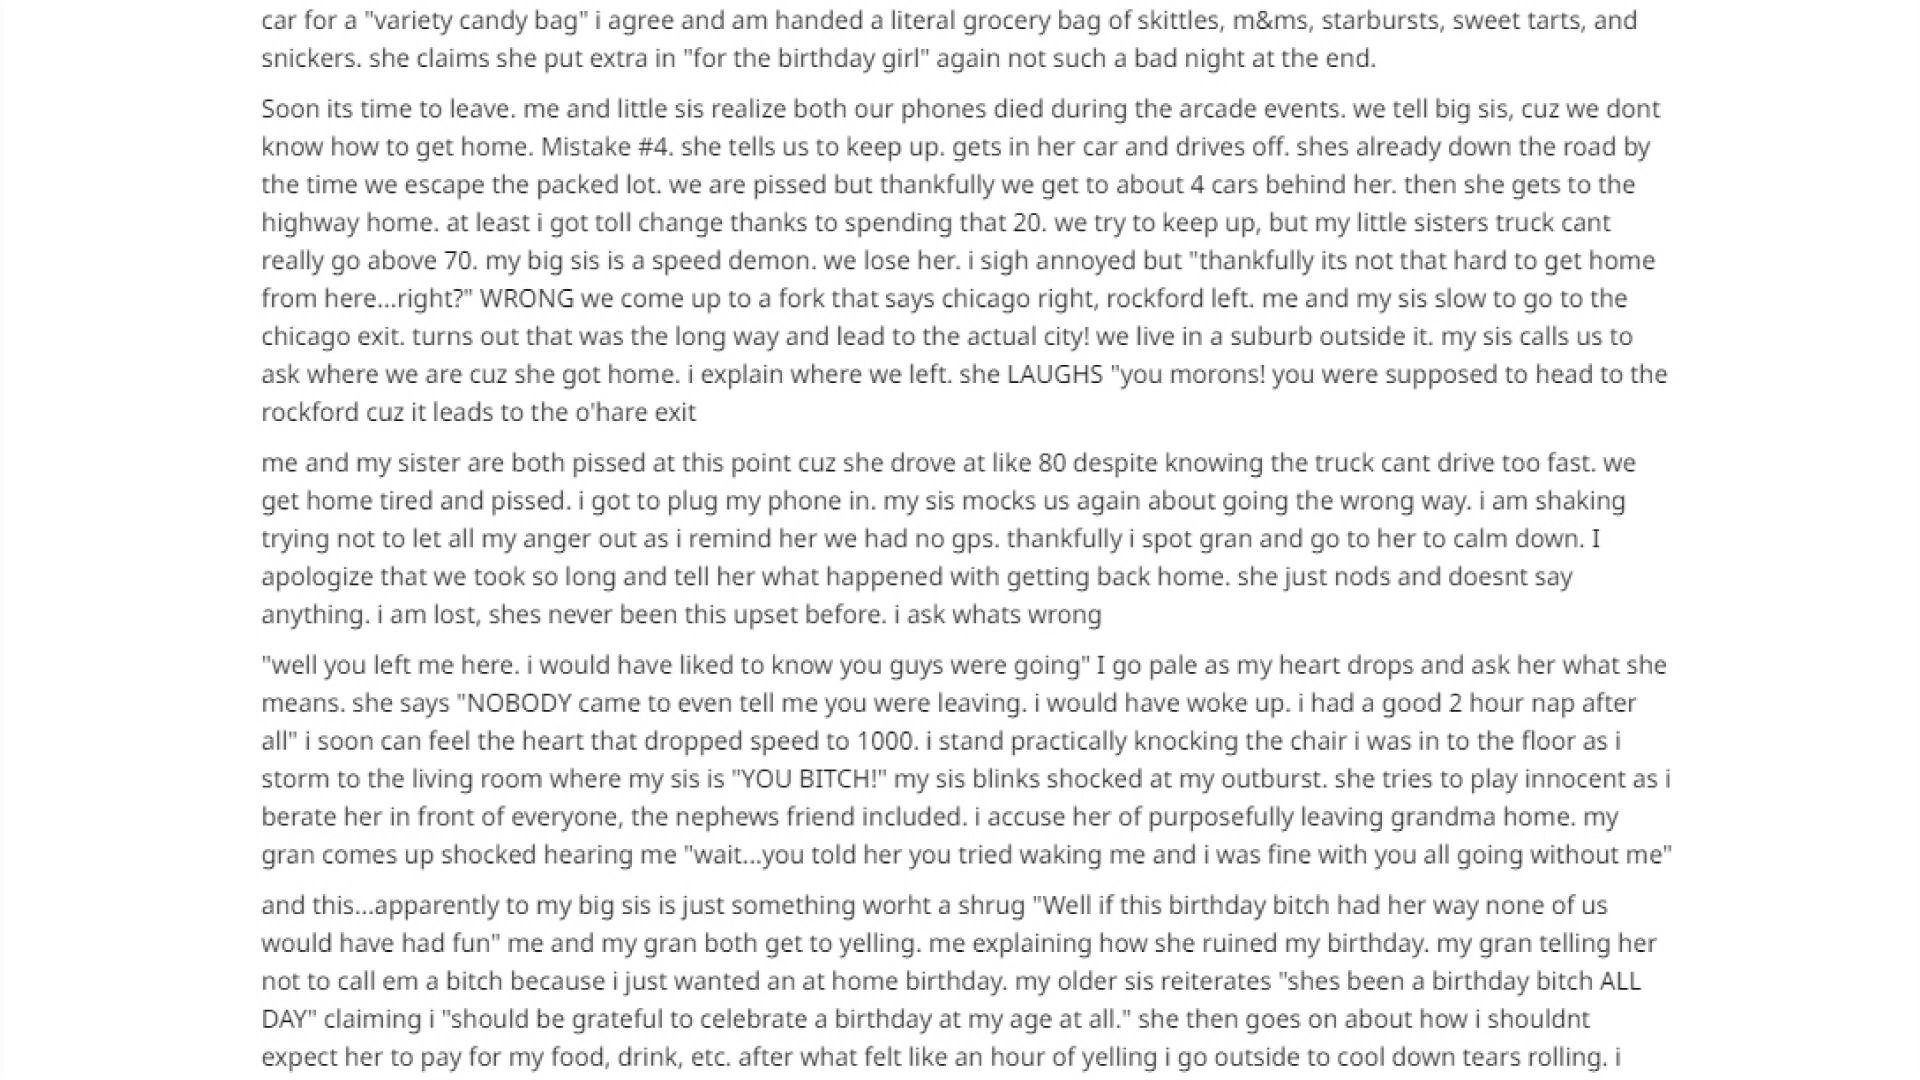 car for a "variety candy bag" i agree and am handed a literal grocery bag of skittles, m&ms, starbursts, sweet tarts, and
snickers. she claims she put extra in "for the birthday girl" again not such a bad night at the end.
Soon its time to leave. me and little sis realize both our phones died during the arcade events. we tell big sis, cuz we dont
know how to get home. Mistake #4. she tells us to keep up. gets in her car and drives off. shes already down the road by
the time we escape the packed lot. we are pissed but thankfully we get to about 4 cars behind her. then she gets to the
highway home. at least i got toll change thanks to spending that 20. we try to keep up, but my little sisters truck cant
really go above 70. my big sis is a speed demon. we lose her. i sigh annoyed but "thankfully its not that hard to get home
from here...right?" WRONG we come up to a fork that says chicago right, rockford left. me and my sis slow to go to the
chicago exit. turns out that was the long way and lead to the actual city! we live in a suburb outside it. my sis calls us to
ask where we are cuz she got home. i explain where we left. she LAUGHS "you morons! you were supposed to head to the
rockford cuz it leads to the o'hare exit
me and my sister are both pissed at this point cuz she drove at like 80 despite knowing the truck cant drive too fast. we
get home tired and pissed. i got to plug my phone in. my sis mocks us again about going the wrong way. i am shaking
trying not to let all my anger out as i remind her we had no gps. thankfully i spot gran and go to her to calm down. I
apologize that we took so long and tell her what happened with getting back home. she just nods and doesnt say
anything. i am lost, shes never been this upset before. i ask whats wrong
"well you left me here. i would have liked to know you guys were going" I go pale as my heart drops and ask her what she
means. she says "NOBODY came to even tell me you were leaving. i would have woke up. i had a good 2 hour nap after
all" i soon can feel the heart that dropped speed to 1000. i stand practically knocking the chair i was in to the floor as i
storm to the living room where my sis is "YOU BITCH!" my sis blinks shocked at my outburst. she tries to play innocent as i
berate her in front of everyone, the nephews friend included. i accuse her of purposefully leaving grandma home. my
gran comes up shocked hearing me "wait...you told her you tried waking me and i was fine with you all going without me"
and this...apparently to my big sis is just something worht a shrug "Well if this birthday bitch had her way none of us
would have had fun" me and my gran both get to yelling. me explaining how she ruined my birthday. my gran telling her
not to call em a bitch because i just wanted an at home birthday. my older sis reiterates "shes been a birthday bitch ALL
DAY" claiming i "should be grateful to celebrate a birthday at my age at all." she then goes on about how i shouldnt
expect her to pay for my food, drink, etc. after what felt like an hour of yelling i go outside to cool down tears rolling. i